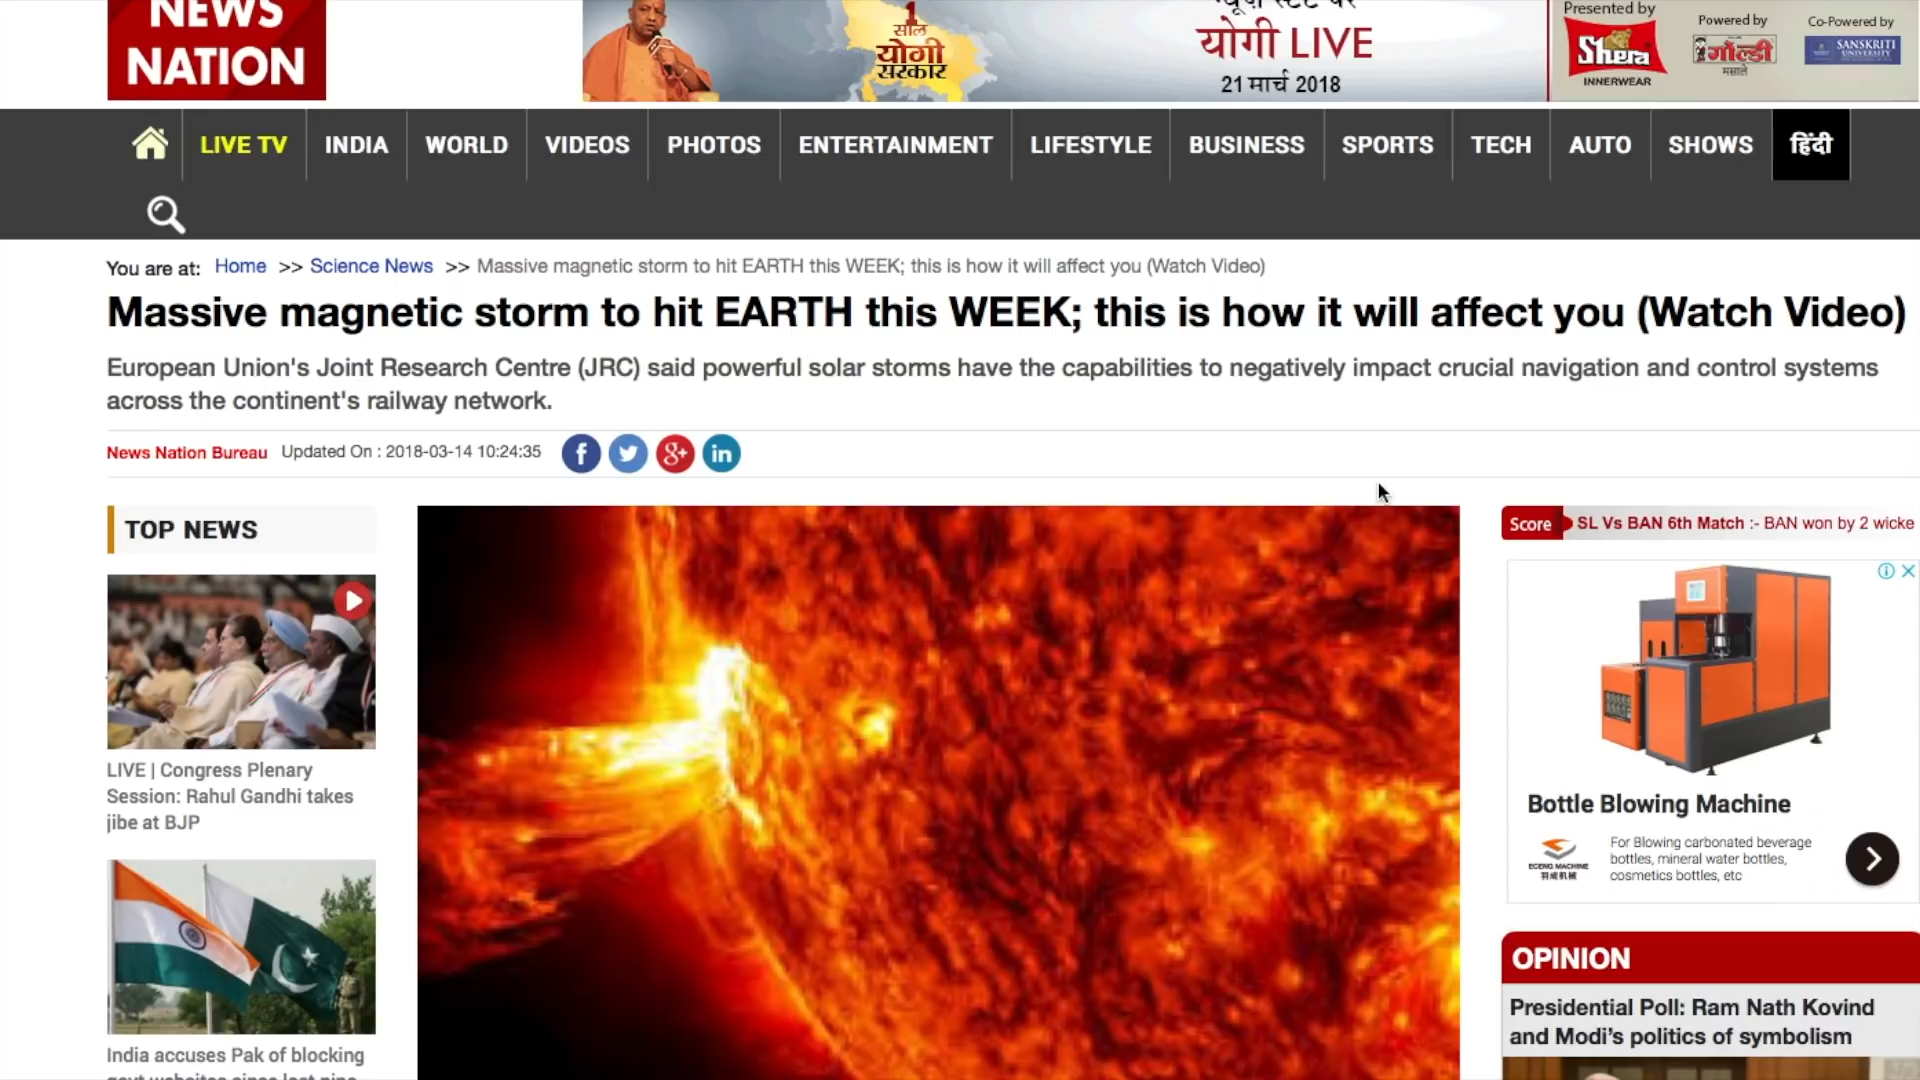 NEWS
NATION
1
साल
योगी
सरकार
योगी LIVE
21 मार्च 2018
Presented by
Shera
INNERWEAR
Powered by
गोल्डी
मसाले
Co-Powered by
SANSKRITI
UNIVERSITY
LIVE TV
INDIA
WORLD
VIDEOS
PHOTOS
ENTERTAINMENT
LIFESTYLE
BUSINESS
SPORTS
TECH
AUTO
SHOWS
हिंदी
You are at: Home >> Science News >> Massive magnetic storm to hit EARTH this WEEK; this is how it will affect you (Watch Video)
Massive magnetic storm to hit EARTH this WEEK; this is how it will affect you (Watch Video)
European Union's Joint Research Centre (JRC) said powerful solar storms have the capabilities to negatively impact crucial navigation and control systems
across the continent's railway network.
News Nation Bureau Updated On : 2018-03-14 10:24:35
f
8+
in
TOP NEWS
LIVE | Congress Plenary
Session: Rahul Gandhi takes
jibe at BJP
India accuses Pak of blocking
Score SL Vs BAN 6th Match :- BAN won by 2 wicke
Bottle Blowing Machine
ECENG MACHINE
For Blowing carbonated beverage
bottles, mineral water bottles,
cosmetics bottles, etc
OPINION
Presidential Poll: Ram Nath Kovind
and Modi's politics of symbolism